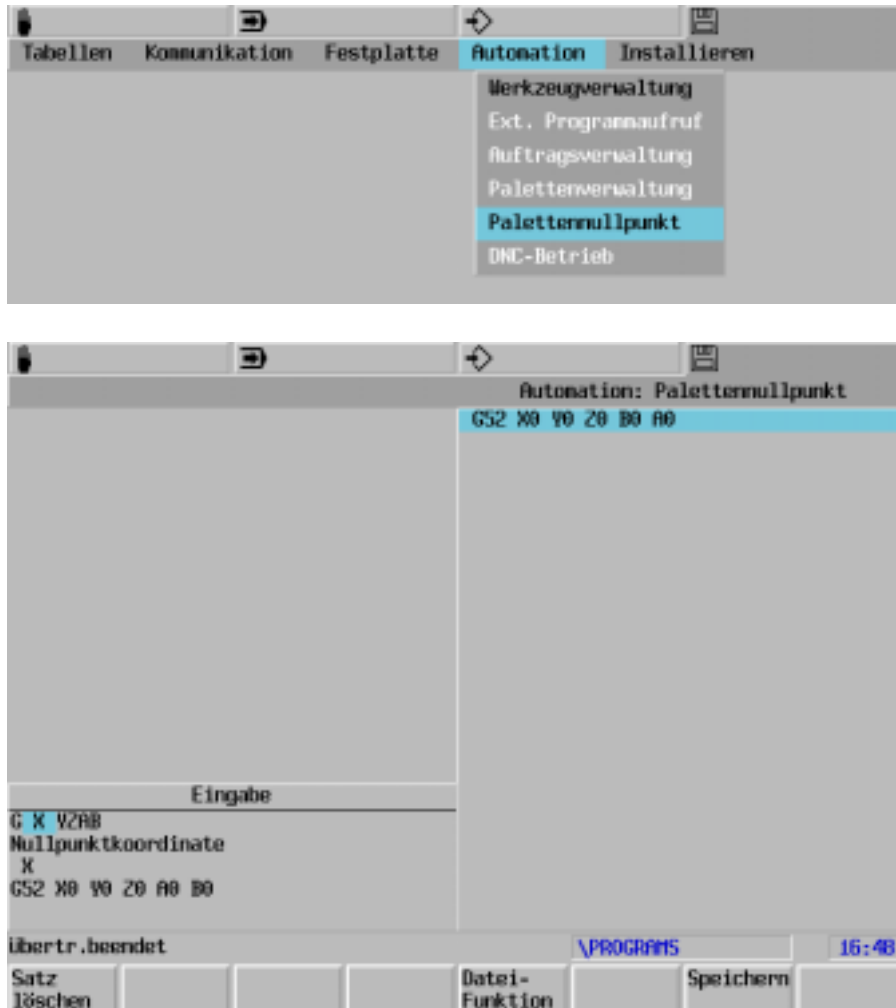 Tabellen Kommunikation Festplatte Automation Installieren
Werkzeugverwaltung
Ext. Programmaufruf
Auftragsverwaltung
Palettenverwaltung
Palettennullpunkt
DNC-Betrieb
Automation: Palettennullpunkt
G52 X0 Y0 Z0 B0 A0
Eingabe
G X YZAB
Nullpunktkoordinate
X
G52 X0 Y0 Z0 A0 B0
übertr.beendet \PROGRAMS 16:48
Satz löschen
Datei-Funktion
Speichern